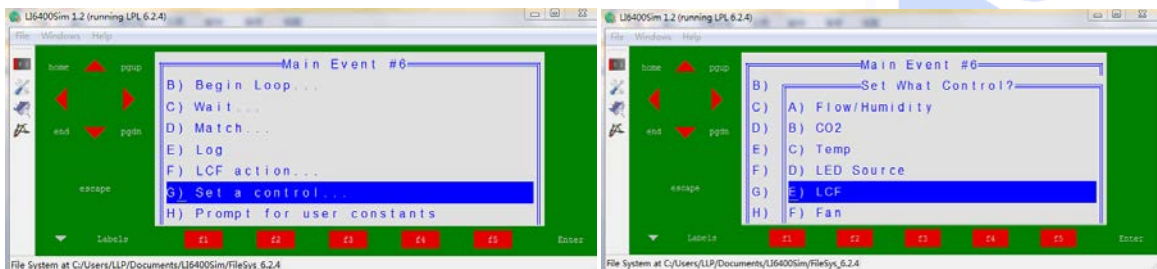 LI6400Sim 1.2 (running LPL 6.2.4)
File Windows Help
home pgup
end pgdn
escape
Labels f1 f2 f3 f4 f5 Enter
Main Event #6
B) Begin Loop...
C) Wait...
D) Match...
E) Log
F) LCF action...
G) Set a control...
H) Prompt for user constants
File System at C:/Users/LLP/Documents/LI6400Sim/FileSys_6.2.4
LI6400Sim 1.2 (running LPL 6.2.4)
File Windows Help
home pgup
end pgdn
escape
Labels f1 f2 f3 f4 f5 Enter
Main Event #6
B)
C)
D)
E)
F)
G)
H)
Set What Control?
A) Flow/Humidity
B) CO2
C) Temp
D) LED Source
E) LCF
F) Fan
File System at C:/Users/LLP/Documents/LI6400Sim/FileSys_6.2.4